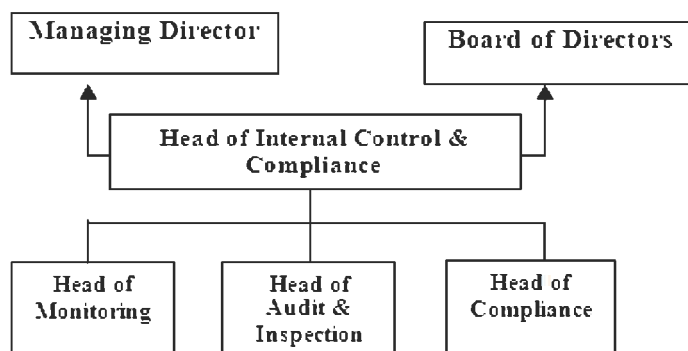 Managing Director
Board of Directors
Head of Internal Control &
Compliance
Head of
Monitoring
Head of
Audit &
Inspection
Head of
Compliance